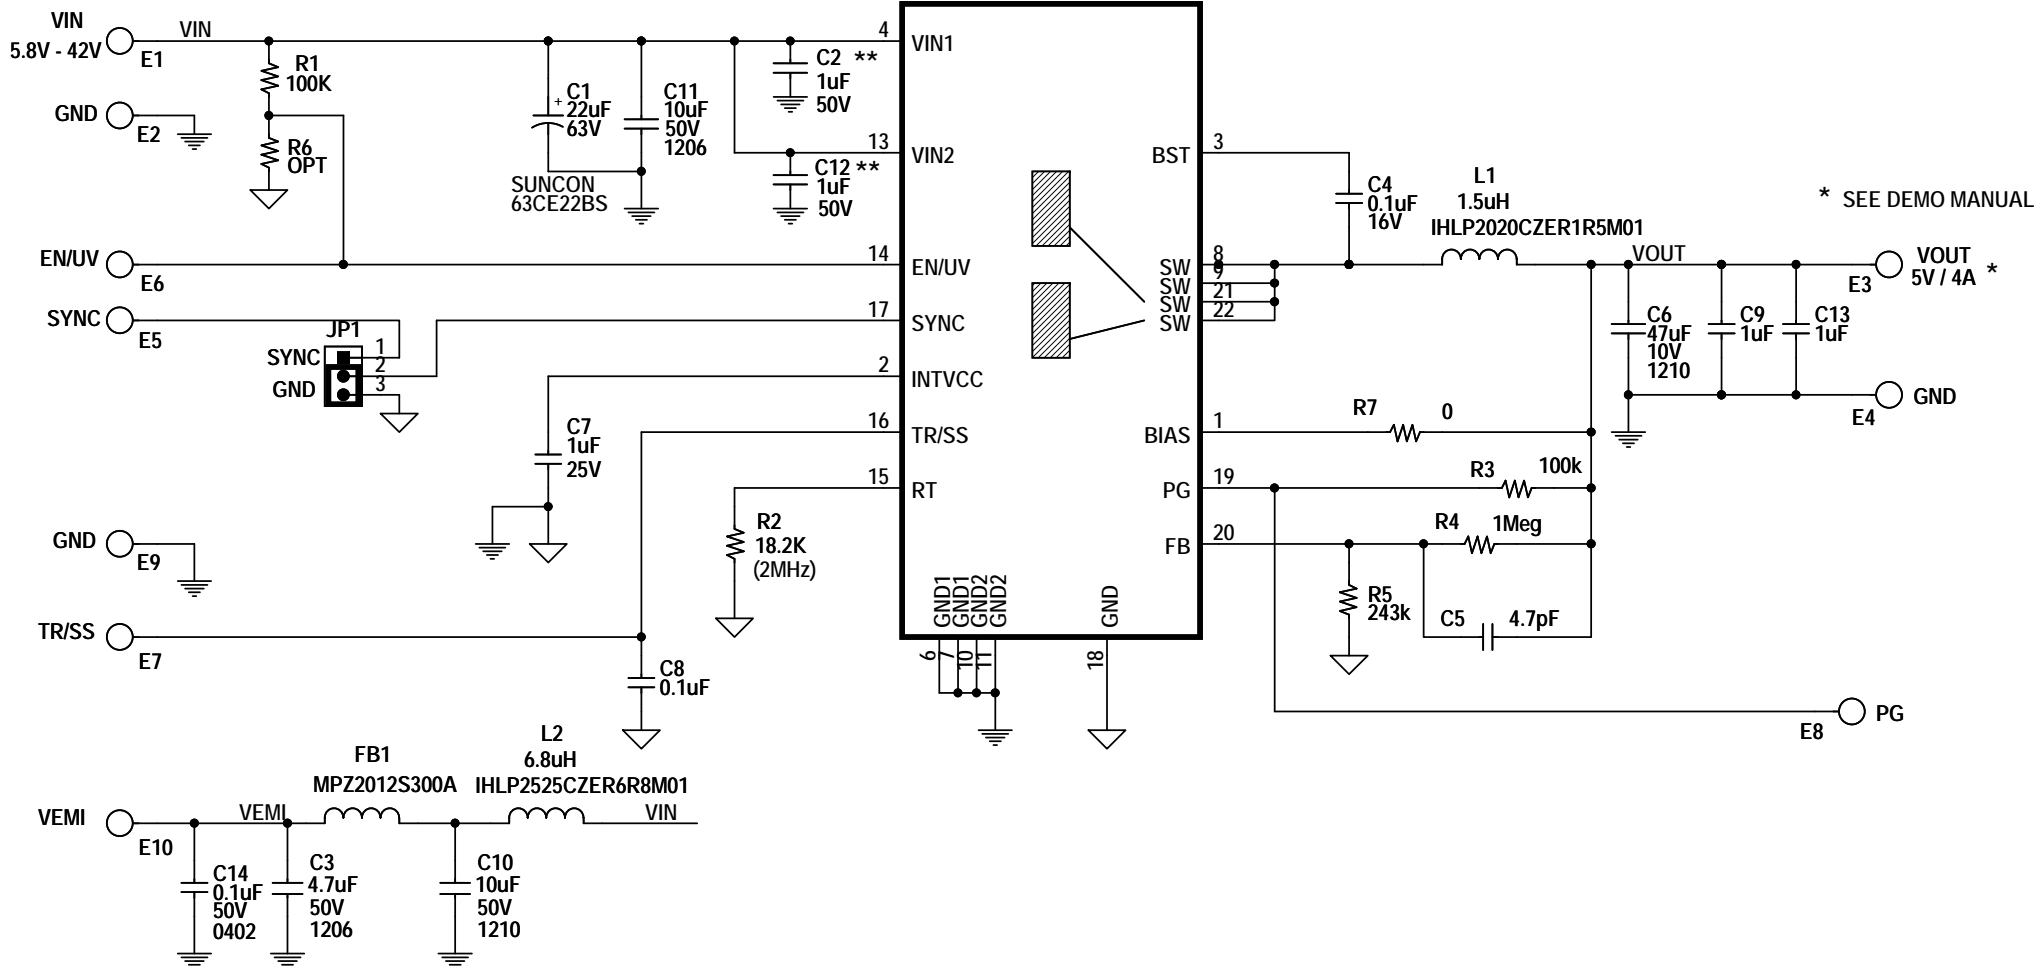 VIN
5.8V - 42V
E1
VIN
R1
100K
GND
E2
R6
OPT
+
C1
22uF
63V
SUNCON
63CE22BS
C11
10uF
50V
1206
C2 **
1uF
50V
C12 **
1uF
50V
4
VIN1
13
VIN2
EN/UV
E6
14
EN/UV
SYNC
E5
JP1
SYNC
1
2
GND
3
17
SYNC
2
INTVCC
C7
1uF
25V
16
TR/SS
15
RT
R2
18.2K
(2MHz)
GND
E9
TR/SS
E7
C8
0.1uF
GND1
GND1
GND2
GND2
6
7
10
11
GND
18
BST
3
C4
0.1uF
16V
L1
1.5uH
IHLP2020CZER1R5M01
* SEE DEMO MANUAL
SW
8
SW
9
SW
21
SW
22
VOUT
VOUT
5V / 4A *
E3
C6
47uF
10V
1210
C9
1uF
C13
1uF
GND
E4
BIAS
1
R7
0
PG
19
R3
100k
FB
20
R4
1Meg
R5
243k
C5
4.7pF
PG
E8
VEMI
E10
VEMI
FB1
MPZ2012S300A
L2
6.8uH
IHLP2525CZER6R8M01
VIN
C14
0.1uF
50V
0402
C3
4.7uF
50V
1206
C10
10uF
50V
1210